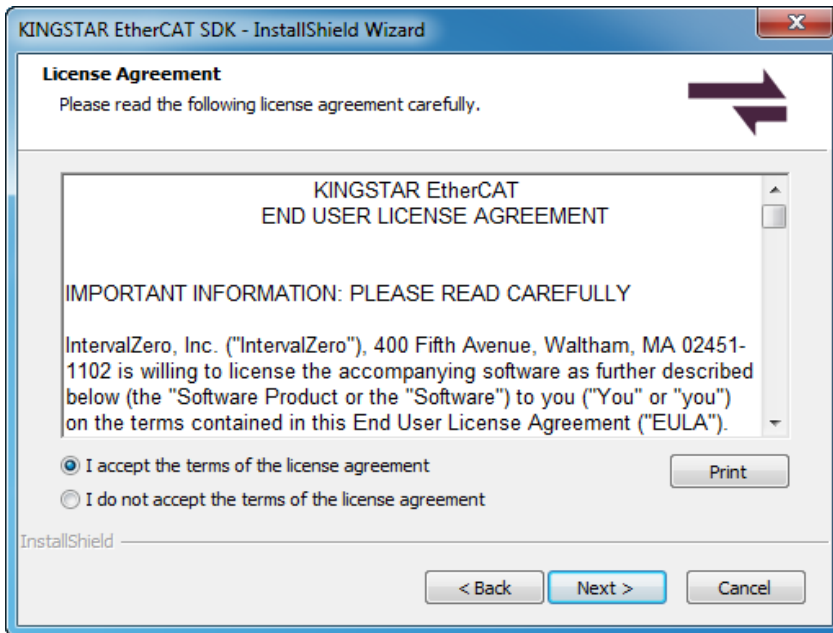 KINGSTAR EtherCAT SDK - InstallShield Wizard
License Agreement
Please read the following license agreement carefully.
KINGSTAR EtherCAT
END USER LICENSE AGREEMENT
IMPORTANT INFORMATION: PLEASE READ CAREFULLY
IntervalZero, Inc. ("IntervalZero"), 400 Fifth Avenue, Waltham, MA 02451-
1102 is willing to license the accompanying software as further described
below (the "Software Product or the "Software") to you ("You" or "you")
on the terms contained in this End User License Agreement ("EULA").
I accept the terms of the license agreement
Print
I do not accept the terms of the license agreement
InstallShield
< Back
Next >
Cancel